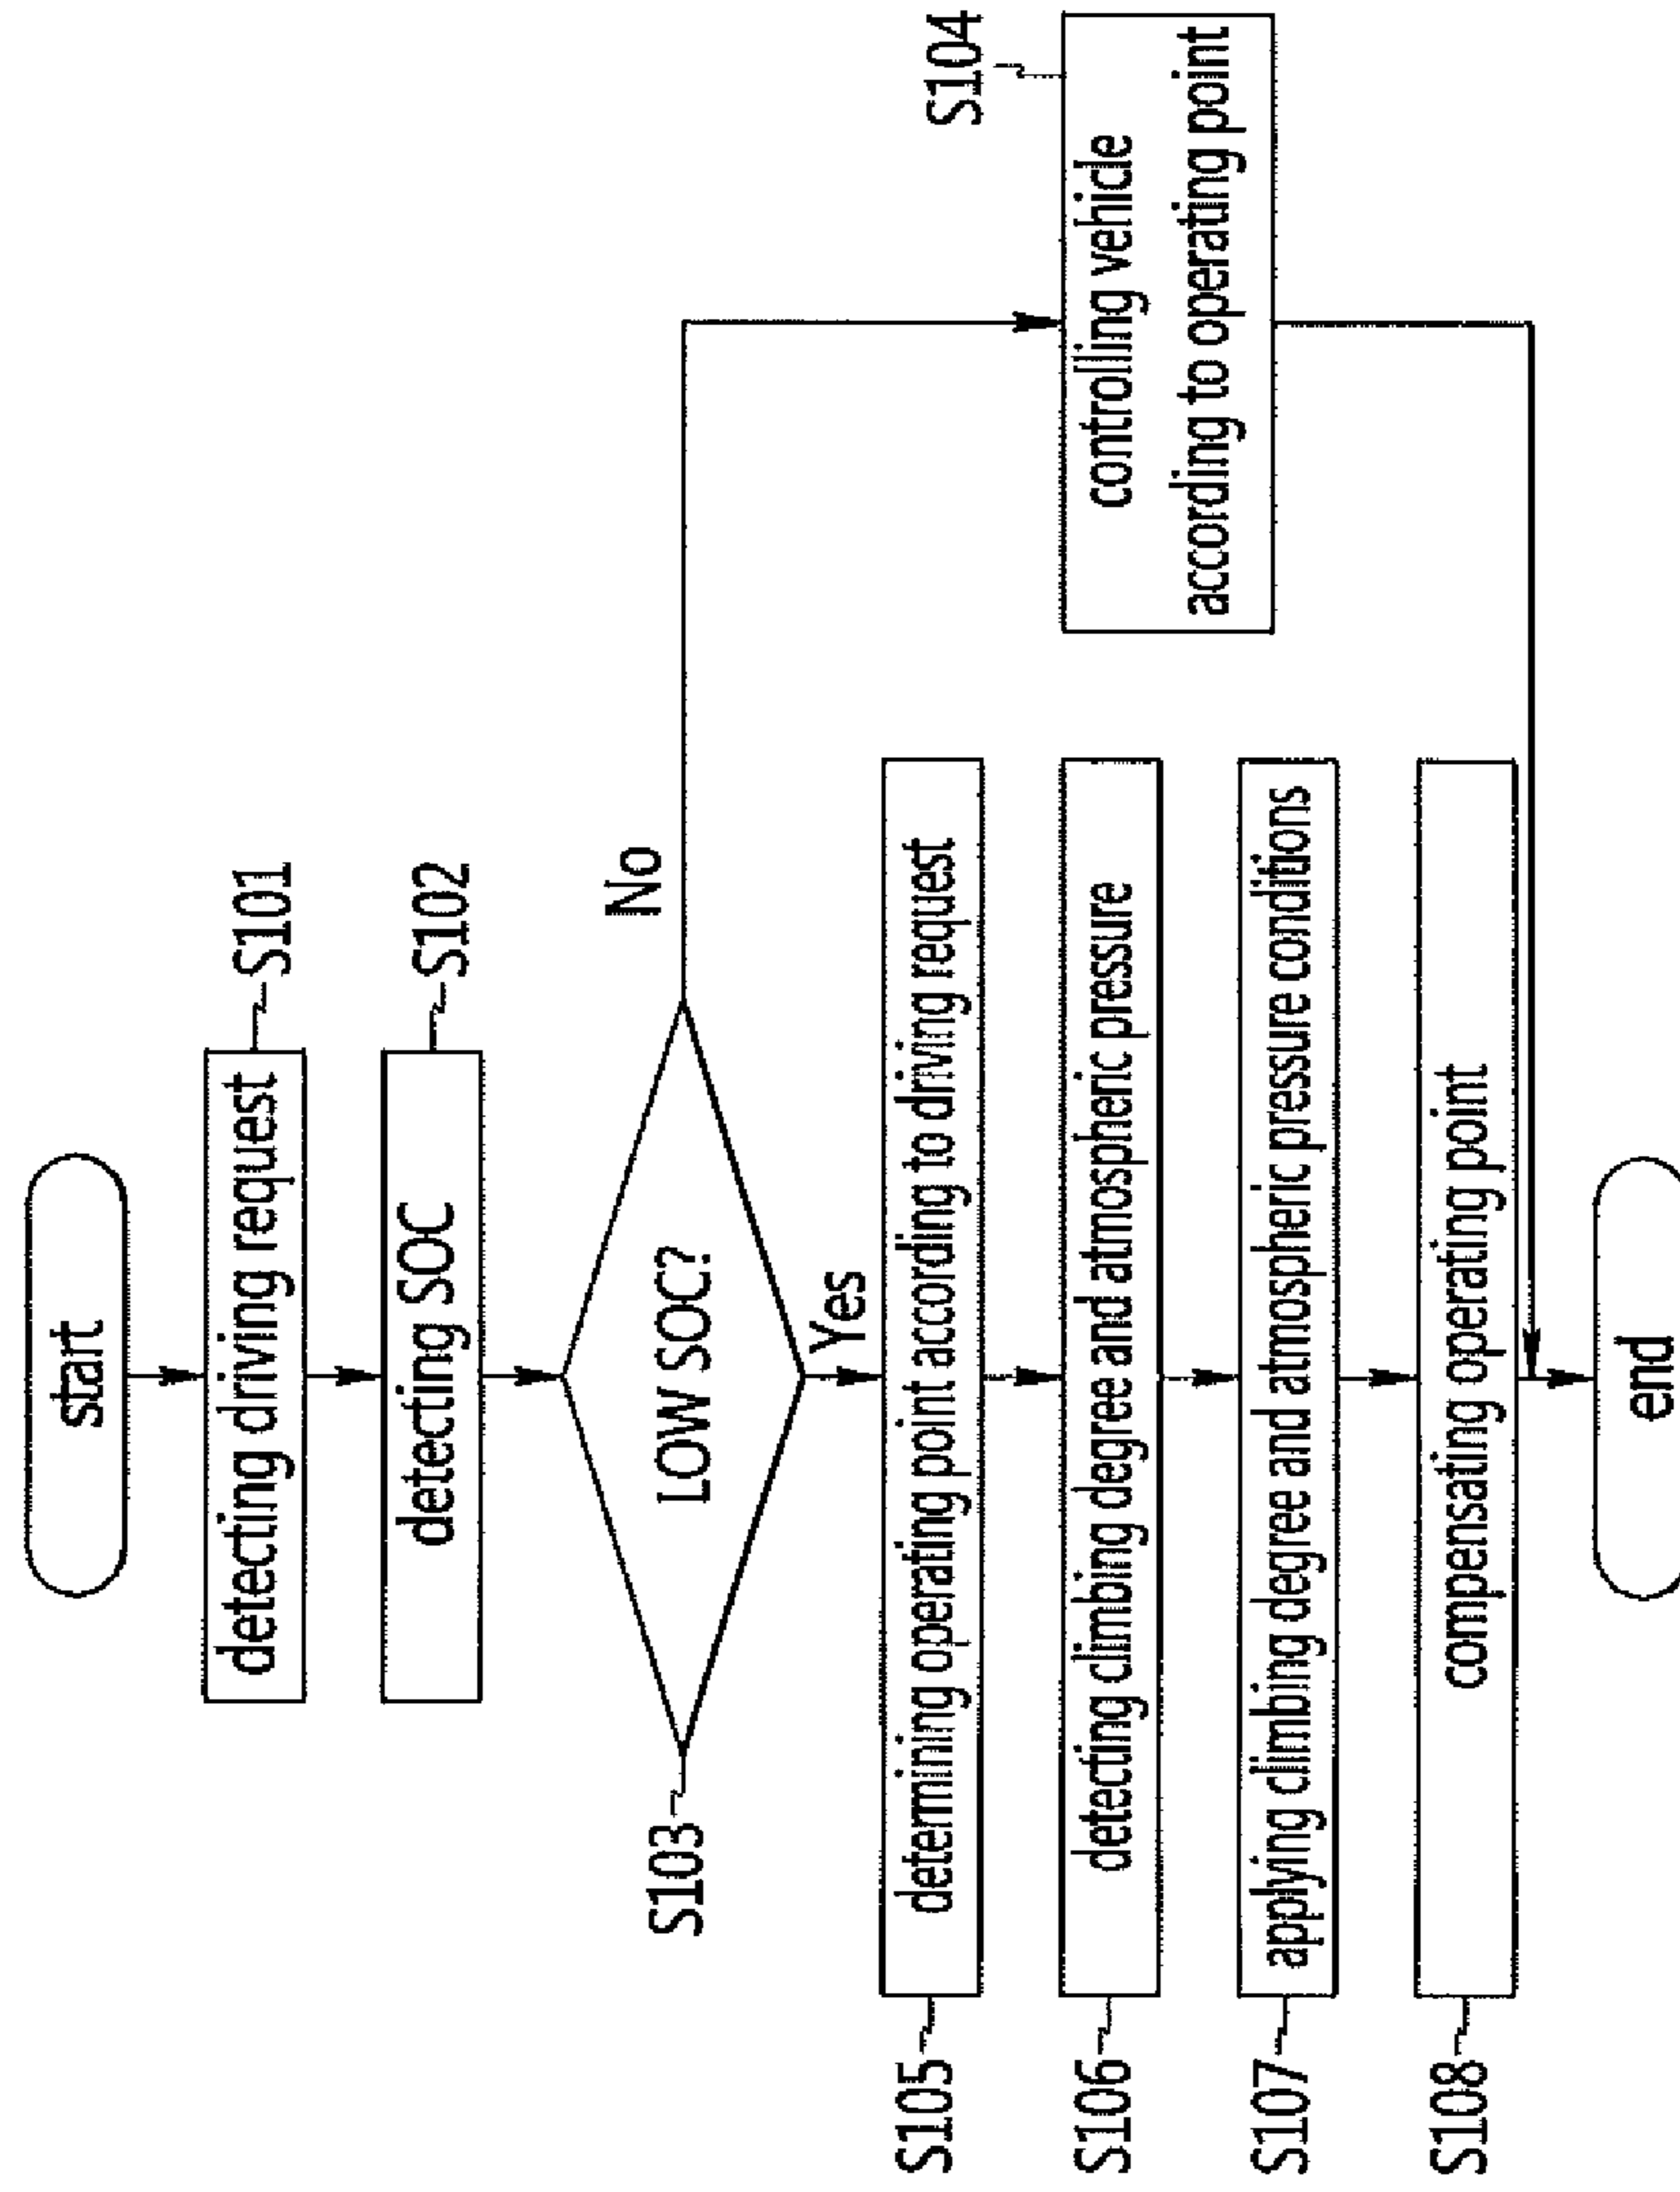 start
detecting driving request
S101
detecting SOC
S102
LOW SOC?
S103
No
Yes
controlling vehicle
according to operating point
S104
determining operating point according to driving request
S105
detecting climbing degree and atmospheric pressure
S106
applying climbing degree and atmospheric pressure conditions
S107
compensating operating point
S108
end